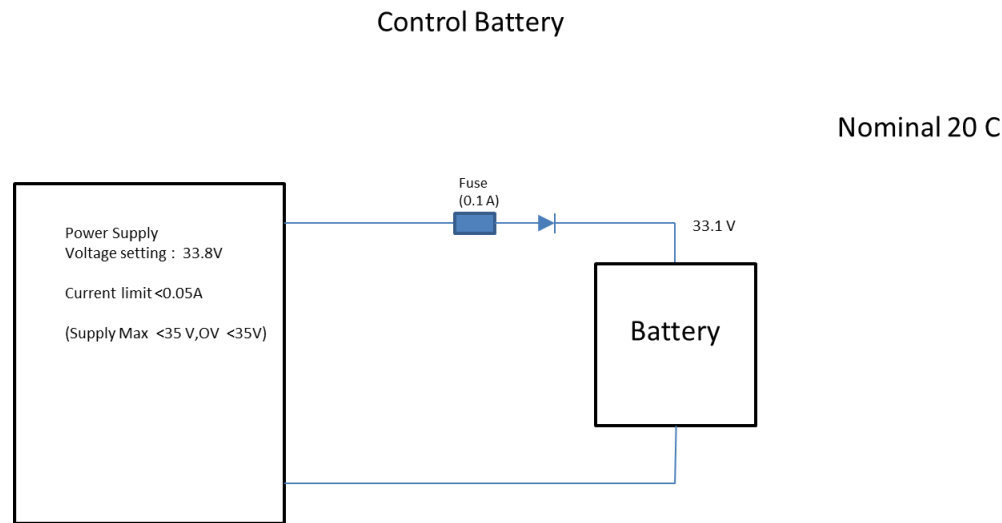 Control Battery
Nominal 20 C
Fuse
(0.1 A)
33.1 V
Power Supply
Voltage setting : 33.8V
Current limit <0.05A
(Supply Max <35 V,OV <35V)
Battery